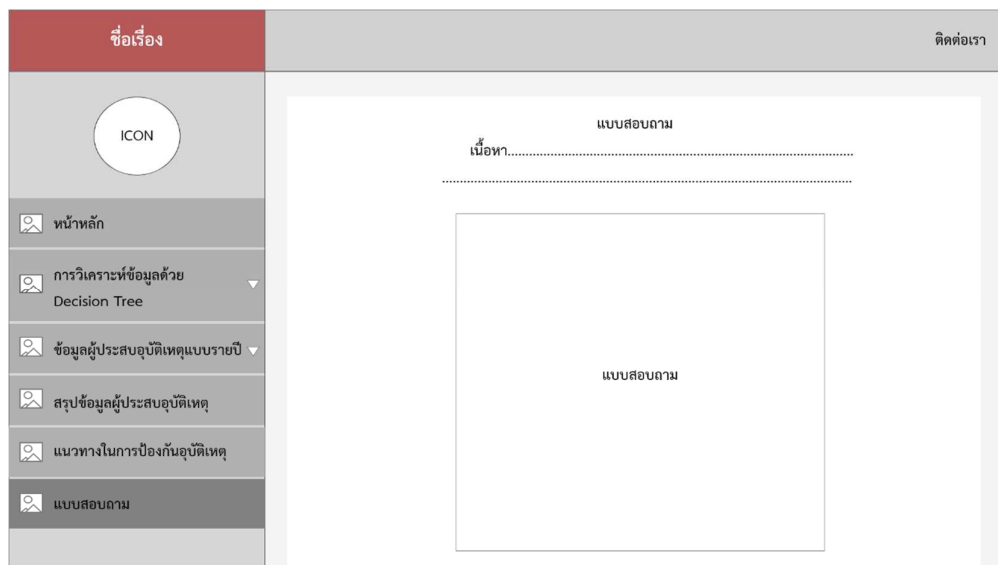 ชื่อเรื่อง
ติดต่อเรา
ICON
หน้าหลัก
การวิเคราะห์ข้อมูลด้วย
Decision Tree
ข้อมูลผู้ประสบอุบัติเหตุแบบรายปี
สรุปข้อมูลผู้ประสบอุบัติเหตุ
แนวทางในการป้องกันอุบัติเหตุ
แบบสอบถาม
แบบสอบถาม
เนื้อหา................................................................................................
..................................................................................................................
แบบสอบถาม